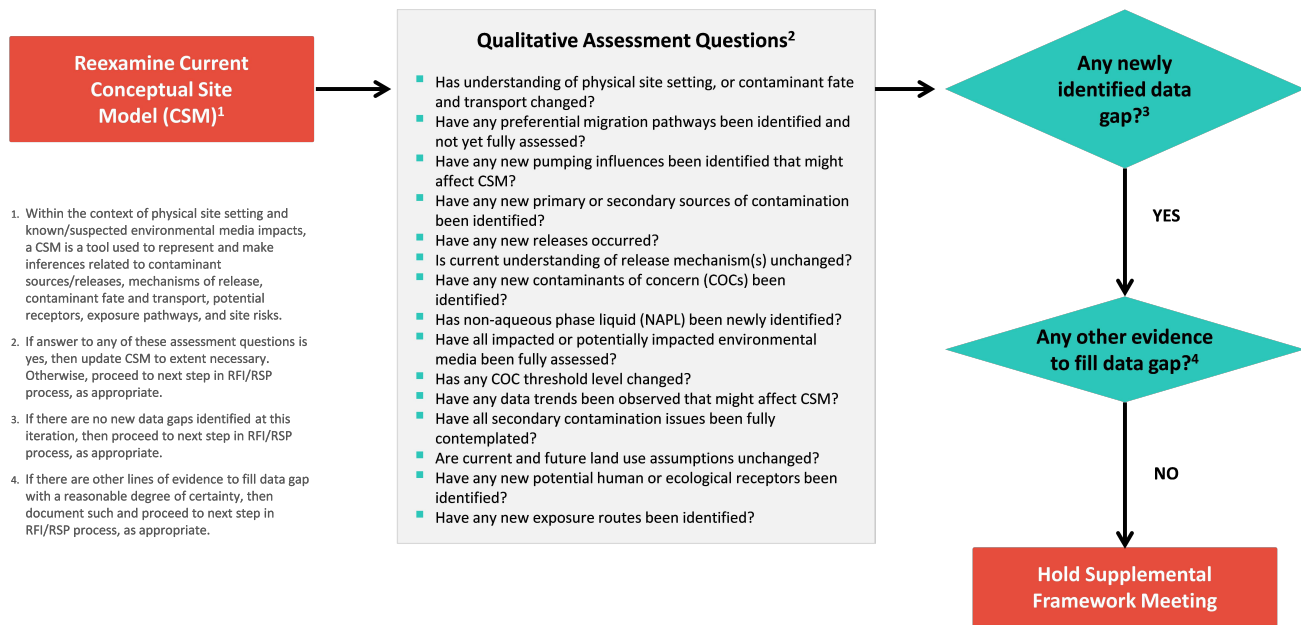 Reexamine Current
Conceptual Site
Model (CSM)1
1. Within the context of physical site setting and
known/suspected environmental media impacts,
a CSM is a tool used to represent and make
inferences related to contaminant
sources/releases, mechanisms of release,
contaminant fate and transport, potential
receptors, exposure pathways, and site risks.
2. If answer to any of these assessment questions is
yes, then update CSM to extent necessary.
Otherwise, proceed to next step in RFI/RSP
process, as appropriate.
3. If there are no new data gaps identified at this
iteration, then proceed to next step in RFI/RSP
process, as appropriate.
4. If there are other lines of evidence to fill data gap
with a reasonable degree of certainty, then
document such and proceed to next step in
RFI/RSP process, as appropriate.
Qualitative Assessment Questions2
Has understanding of physical site setting, or contaminant fate
and transport changed?
Have any preferential migration pathways been identified and
not yet fully assessed?
Have any new pumping influences been identified that might
affect CSM?
Have any new primary or secondary sources of contamination
been identified?
Have any new releases occurred?
Is current understanding of release mechanism(s) unchanged?
Have any new contaminants of concern (COCs) been
identified?
Has non-aqueous phase liquid (NAPL) been newly identified?
Have all impacted or potentially impacted environmental
media been fully assessed?
Has any COC threshold level changed?
Have any data trends been observed that might affect CSM?
Have all secondary contamination issues been fully
contemplated?
Are current and future land use assumptions unchanged?
Have any new potential human or ecological receptors been
identified?
Have any new exposure routes been identified?
Any newly
identified data
gap?3
YES
Any other evidence
to fill data gap?4
NO
Hold Supplemental
Framework Meeting